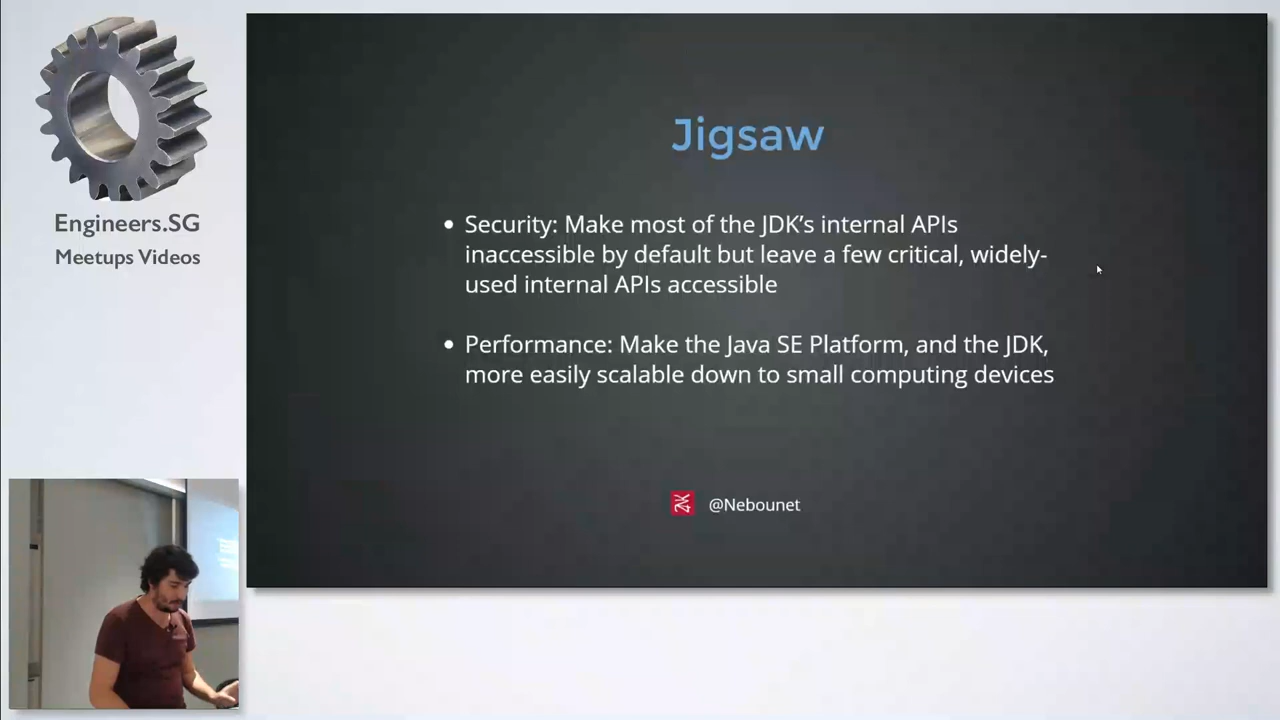 Engineers.SG
Meetups Videos
Jigsaw
• Security: Make most of the JDK’s internal APIs
inaccessible by default but leave a few critical, widely-
used internal APIs accessible
• Performance: Make the Java SE Platform, and the JDK,
more easily scalable down to small computing devices
@Nebounet